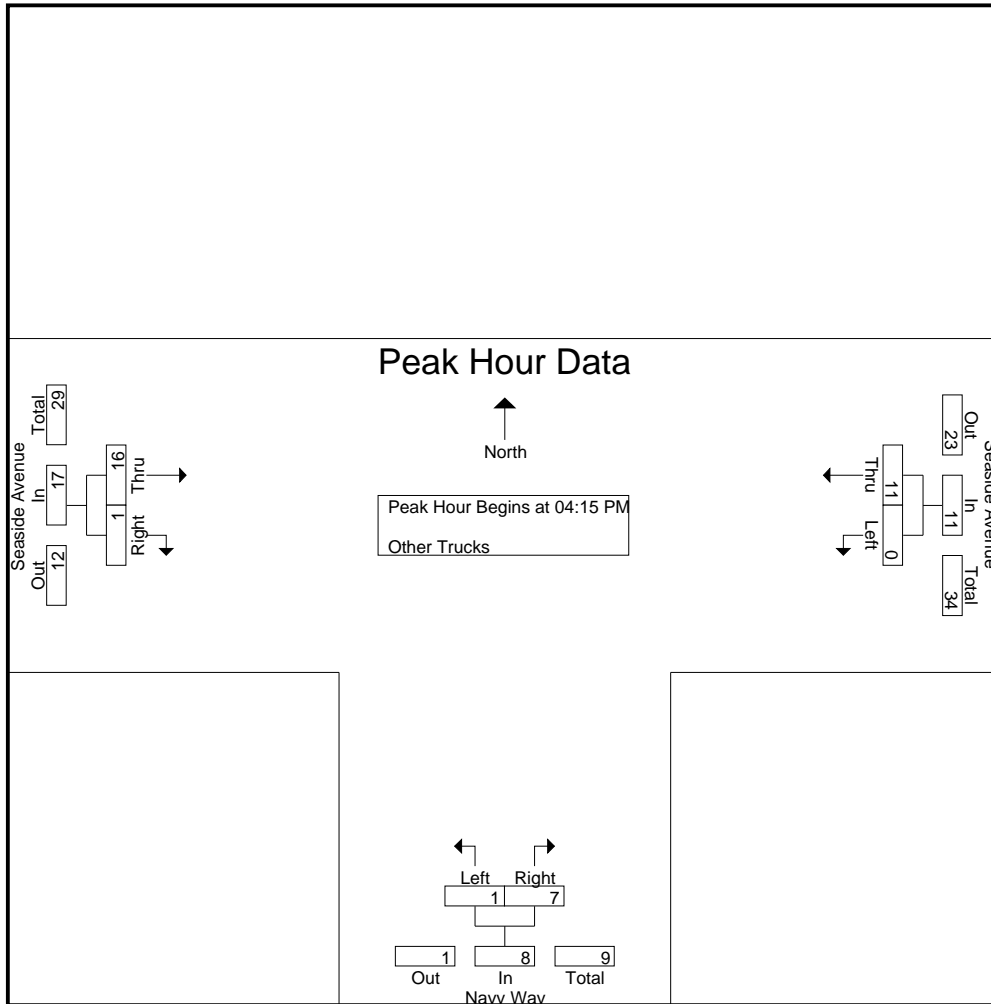 Peak Hour Data
North
Peak Hour Begins at 04:15 PM
Other Trucks
Seaside Avenue
Total
29
In
17
Out
12
16
Thru
1
Right
Thru
11
Left
0
Out
23
In
11
Total
34
Seaside Avenue
Left
Right
1
7
1
8
9
Out
In
Total
Navy Way